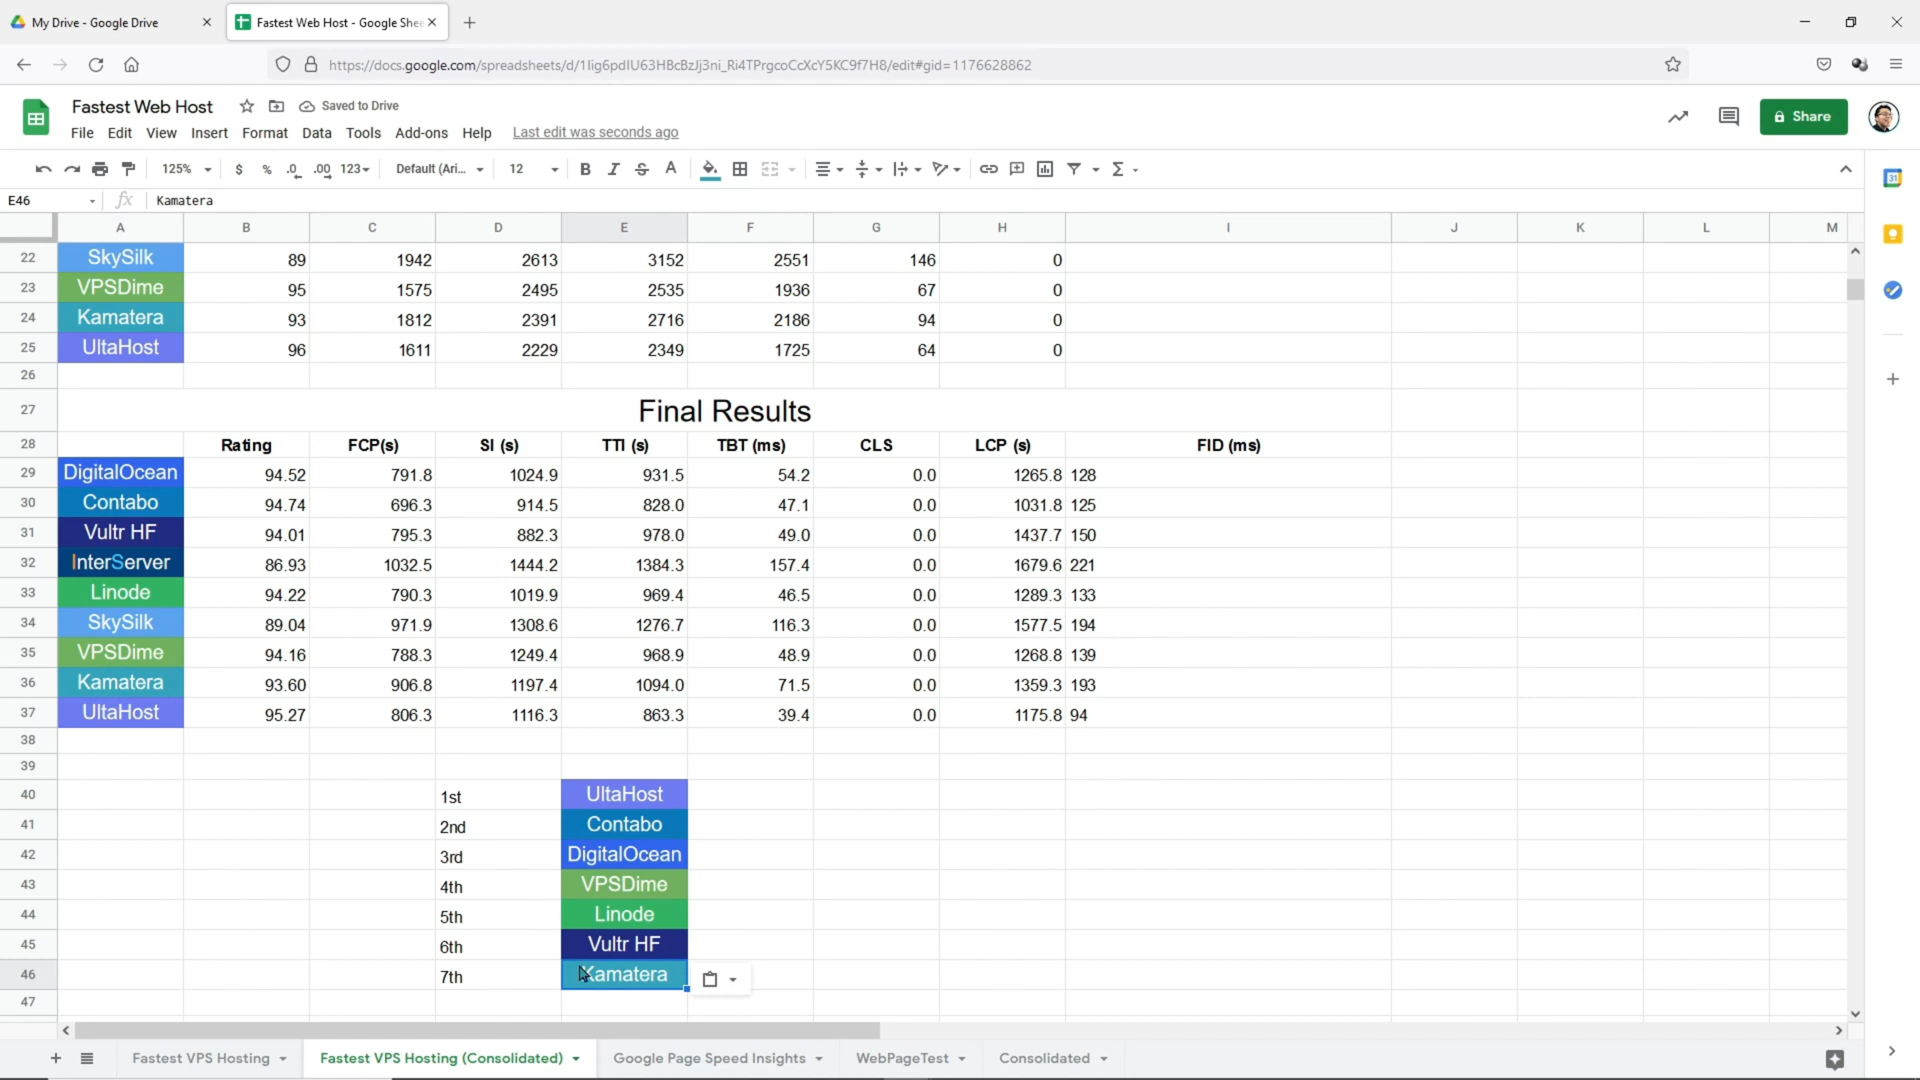 My Drive - Google Drive
Fastest Web Host - Google Shee
https://docs.google.com/spreadsheets/d/1Iig6pdIU63HBcBzJj3ni_Ri4TPrgcoCcXcY5KC9f7H8/edit#gid=1176628862
Fastest Web Host Saved to Drive
File Edit View Insert Format Data Tools Add-ons Help Last edit was seconds ago
Share
125% $ % .0 .00 123 Default (Ari... 12 B I S A
31
E46 fx Kamatera
A B C D E F G H I J K L M
22 SkySilk 89 1942 2613 3152 2551 146 0
23 VPSDime 95 1575 2495 2535 1936 67 0
24 Kamatera 93 1812 2391 2716 2186 94 0
25 UltaHost 96 1611 2229 2349 1725 64 0
26
27 Final Results
28 Rating FCP(s) SI (s) TTI (s) TBT (ms) CLS LCP (s) FID (ms)
29 DigitalOcean 94.52 791.8 1024.9 931.5 54.2 0.0 1265.8 128
30 Contabo 94.74 696.3 914.5 828.0 47.1 0.0 1031.8 125
31 Vultr HF 94.01 795.3 882.3 978.0 49.0 0.0 1437.7 150
32 InterServer 86.93 1032.5 1444.2 1384.3 157.4 0.0 1679.6 221
33 Linode 94.22 790.3 1019.9 969.4 46.5 0.0 1289.3 133
34 SkySilk 89.04 971.9 1308.6 1276.7 116.3 0.0 1577.5 194
35 VPSDime 94.16 788.3 1249.4 968.9 48.9 0.0 1268.8 139
36 Kamatera 93.60 906.8 1197.4 1094.0 71.5 0.0 1359.3 193
37 UltaHost 95.27 806.3 1116.3 863.3 39.4 0.0 1175.8 94
38
39
40 1st UltaHost
41 2nd Contabo
42 3rd DigitalOcean
43 4th VPSDime
44 5th Linode
45 6th Vultr HF
46 7th Kamatera
47
Fastest VPS Hosting Fastest VPS Hosting (Consolidated) Google Page Speed Insights WebPageTest Consolidated